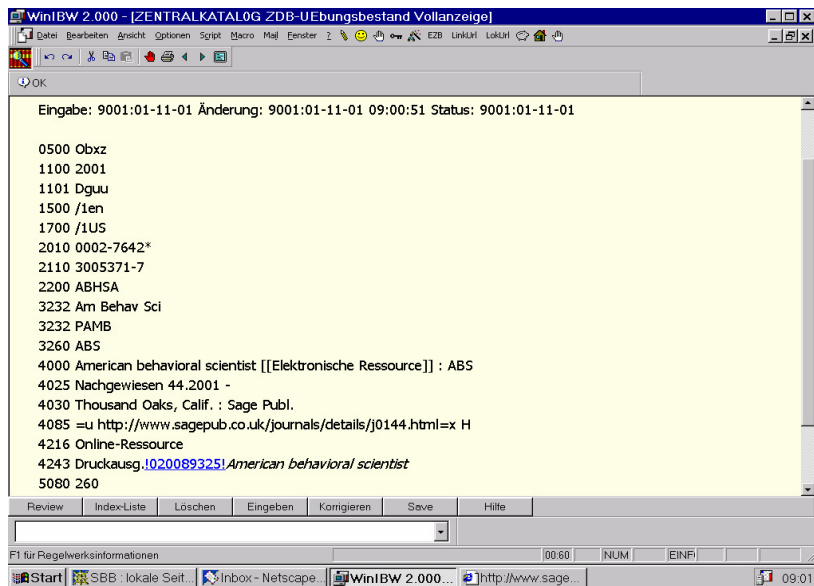 WinIBW 2.000 - [ZENTRALKATAL0G ZDB-UEbungsbestand Vollanzeige]
Datei Bearbeiten Ansicht Optionen Script Macro Mail Fenster ? EZB LinkUrl LokUrl
OK
Eingabe: 9001:01-11-01 Änderung: 9001:01-11-01 09:00:51 Status: 9001:01-11-01
0500 Obxz
1100 2001
1101 Dguu
1500 /1en
1700 /1US
2010 0002-7642*
2110 3005371-7
2200 ABHSA
3232 Am Behav Sci
3232 PAMB
3260 ABS
4000 American behavioral scientist [[Elektronische Ressource]] : ABS
4025 Nachgewiesen 44.2001 -
4030 Thousand Oaks, Calif. : Sage Publ.
4085 =u http://www.sagepub.co.uk/journals/details/j0144.html=x H
4216 Online-Ressource
4243 Druckausg.!020089325!American behavioral scientist
5080 260
Review Index-Liste Löschen Eingeben Korrigieren Save Hilfe
F1 für Regelwerksinformationen 00:60 NUM EINF
Start SBB : lokale Seit... Inbox - Netscape... WinIBW 2.000... http://www.sage... 09:01